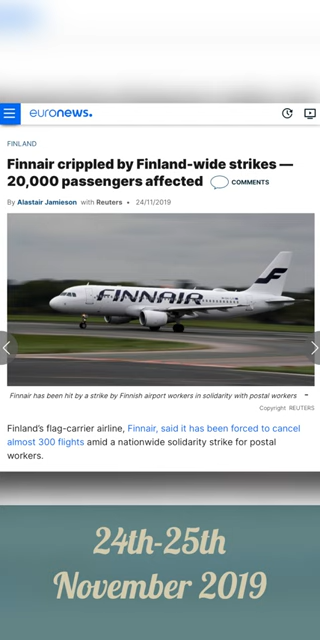 euronews.
FINLAND
Finnair crippled by Finland-wide strikes —
20,000 passengers affected COMMENTS
By Alastair Jamieson with Reuters • 24/11/2019
FINNAIR
Finnair has been hit by a strike by Finnish airport workers in solidarity with postal workers -
Copyright REUTERS
Finland's flag-carrier airline, Finnair, said it has been forced to cancel
almost 300 flights amid a nationwide solidarity strike for postal
workers.
24th-25th
November 2019